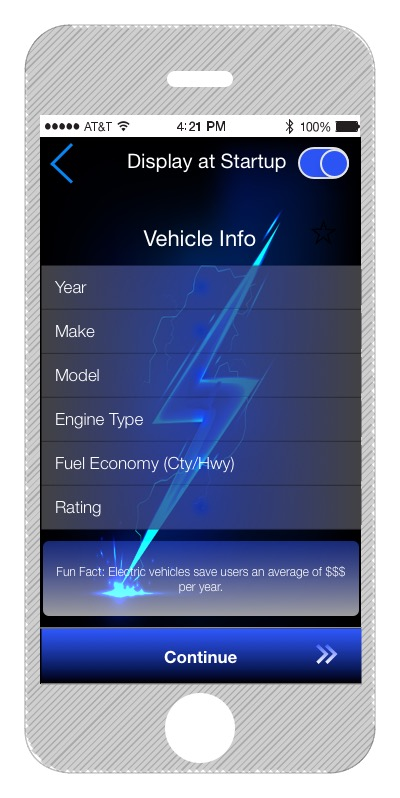 AT&T 4:21 PM 100%
Display at Startup
Vehicle Info
Year
Make
Model
Engine Type
Fuel Economy (Cty/Hwy)
Rating
Fun Fact: Electric vehicles save users an average of $$$
per year.
Continue